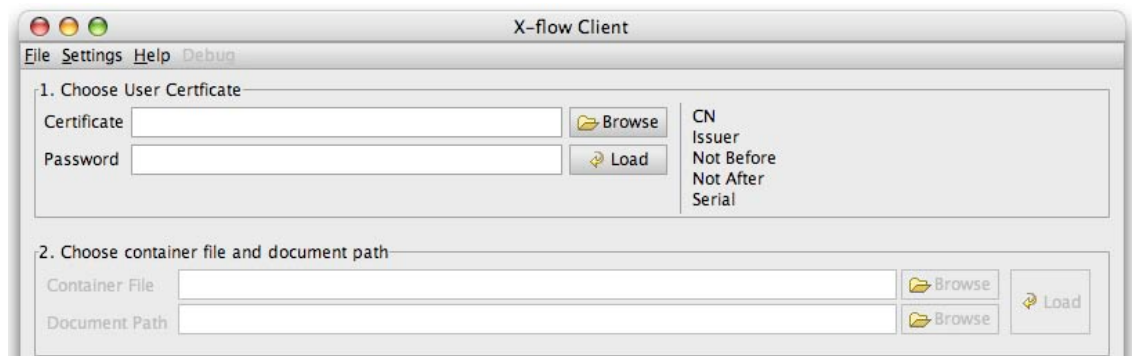 X-flow Client
File Settings Help Debug
1. Choose User Certficate
Certificate Browse
Password Load
CN
Issuer
Not Before
Not After
Serial
2. Choose container file and document path
Container File Browse
Document Path Browse
Load